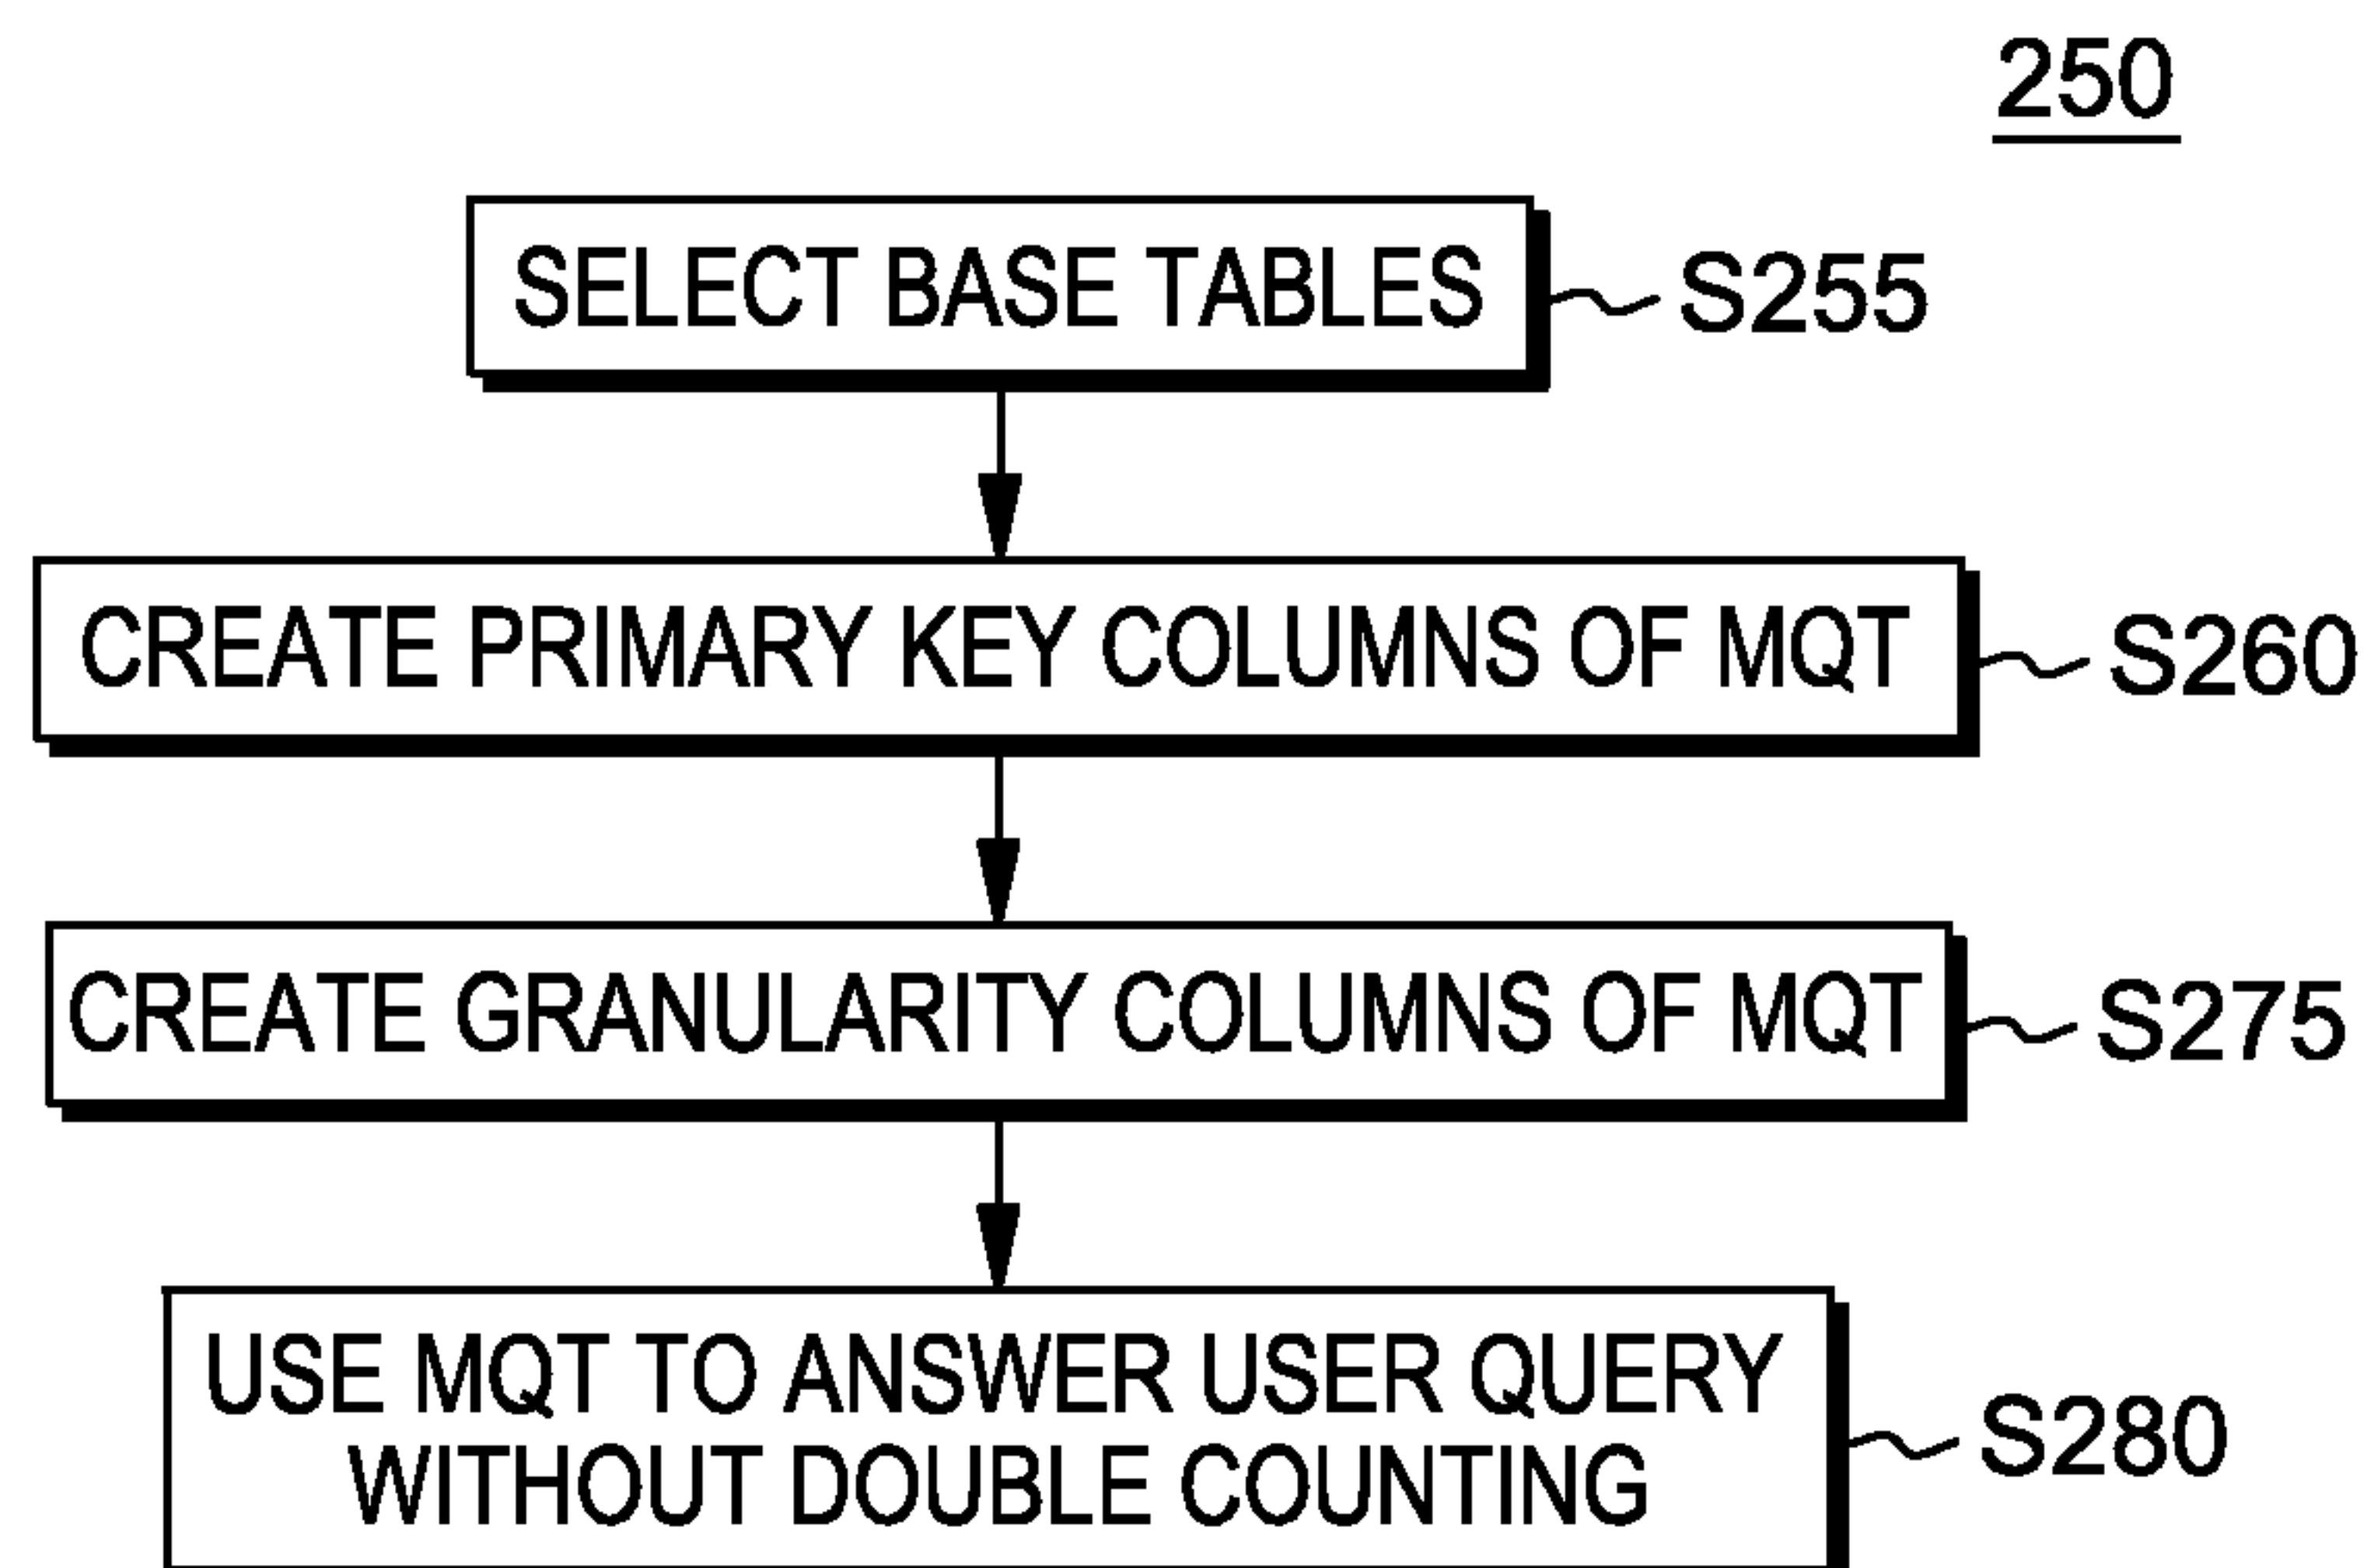 250
SELECT BASE TABLES
S255
CREATE PRIMARY KEY COLUMNS OF MQT
S260
CREATE GRANULARITY COLUMNS OF MQT
S275
USE MQT TO ANSWER USER QUERY
WITHOUT DOUBLE COUNTING
S280